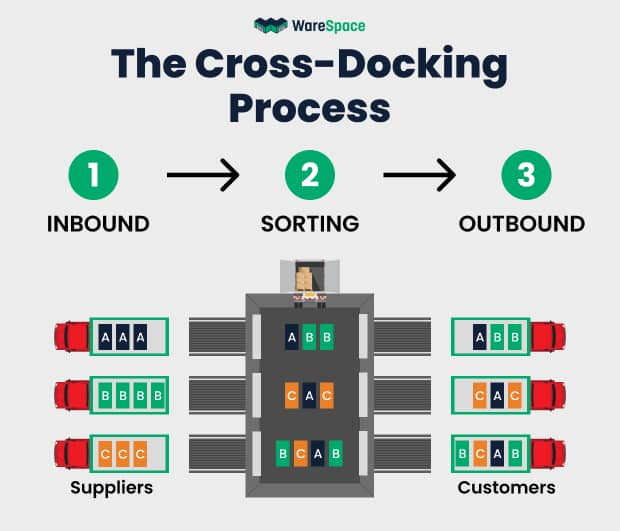 WareSpace
The Cross-Docking
Process
1 2 3
INBOUND SORTING OUTBOUND
A A A
A B B
A B B
B B B B
C A C
C A C
C C C
B C A B
B C A B
Suppliers
Customers